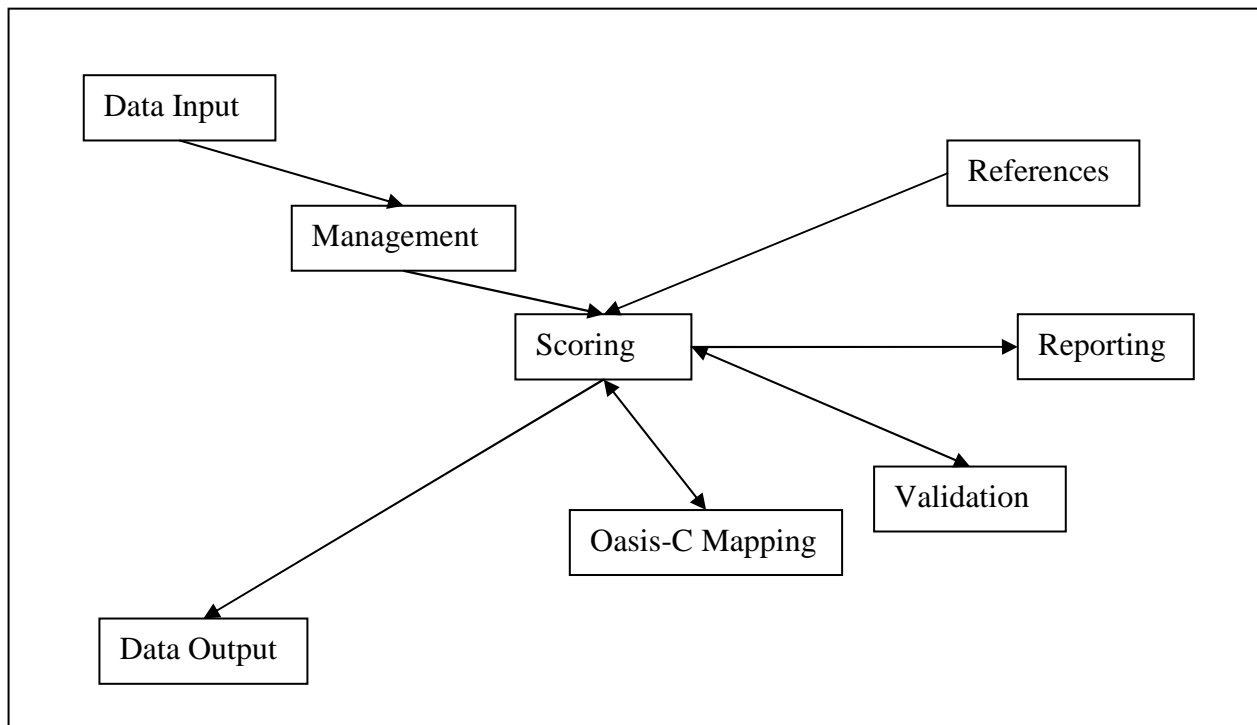 Data Input
References
Management
Scoring
Reporting
Validation
Oasis-C Mapping
Data Output